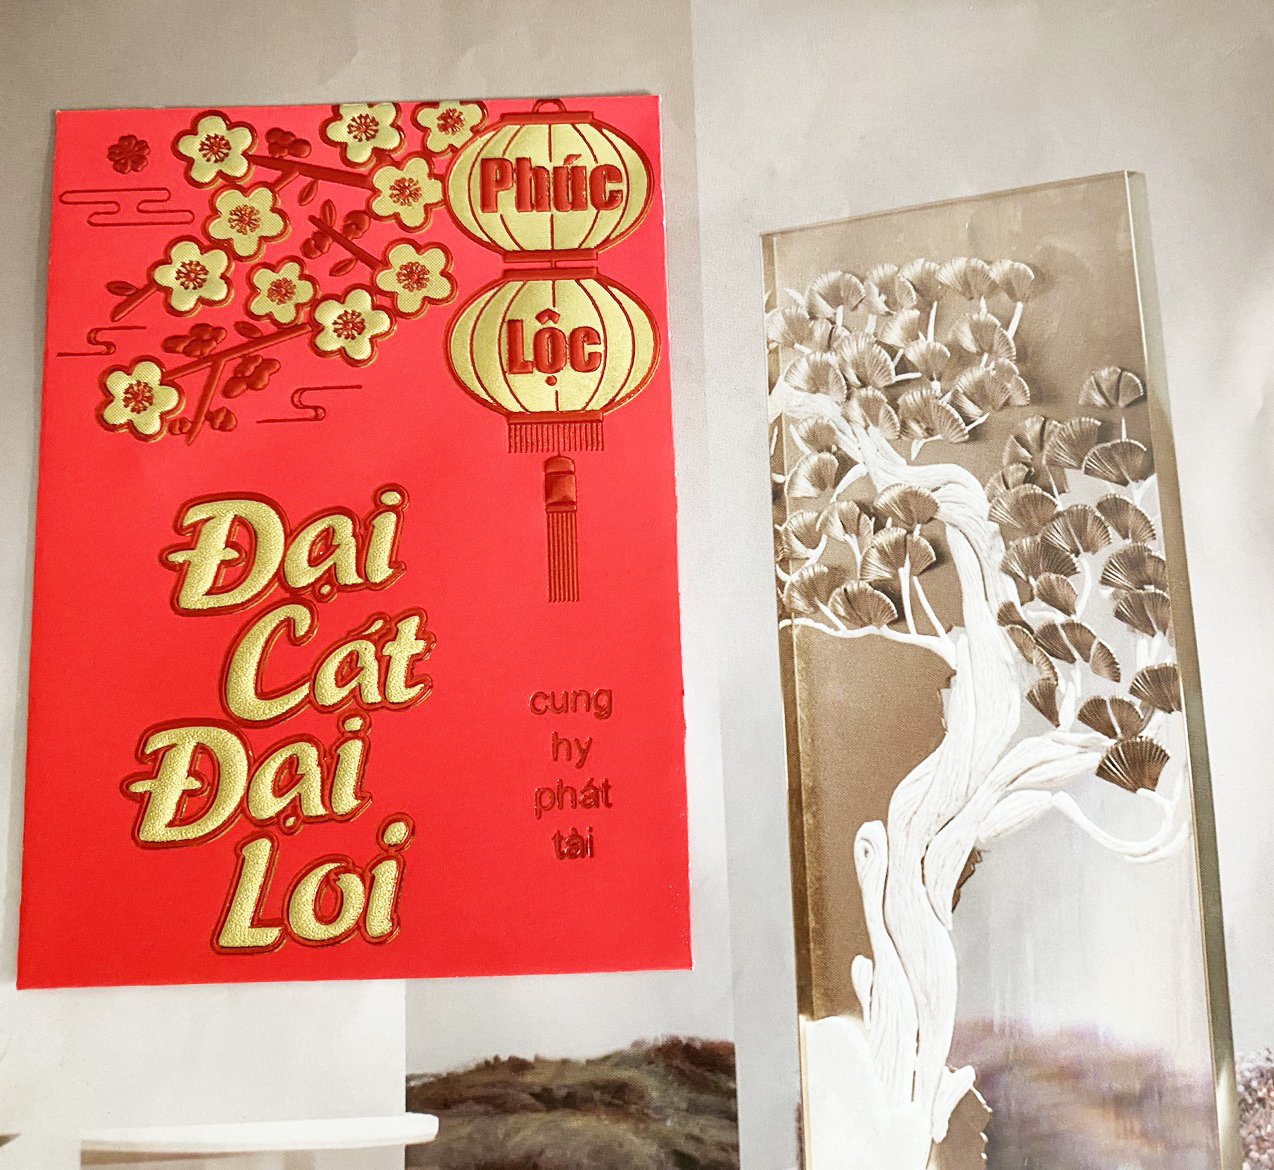 Phúc
Lộc
Đại
Cát
Đại
Loi
cung
hy
phát
tài